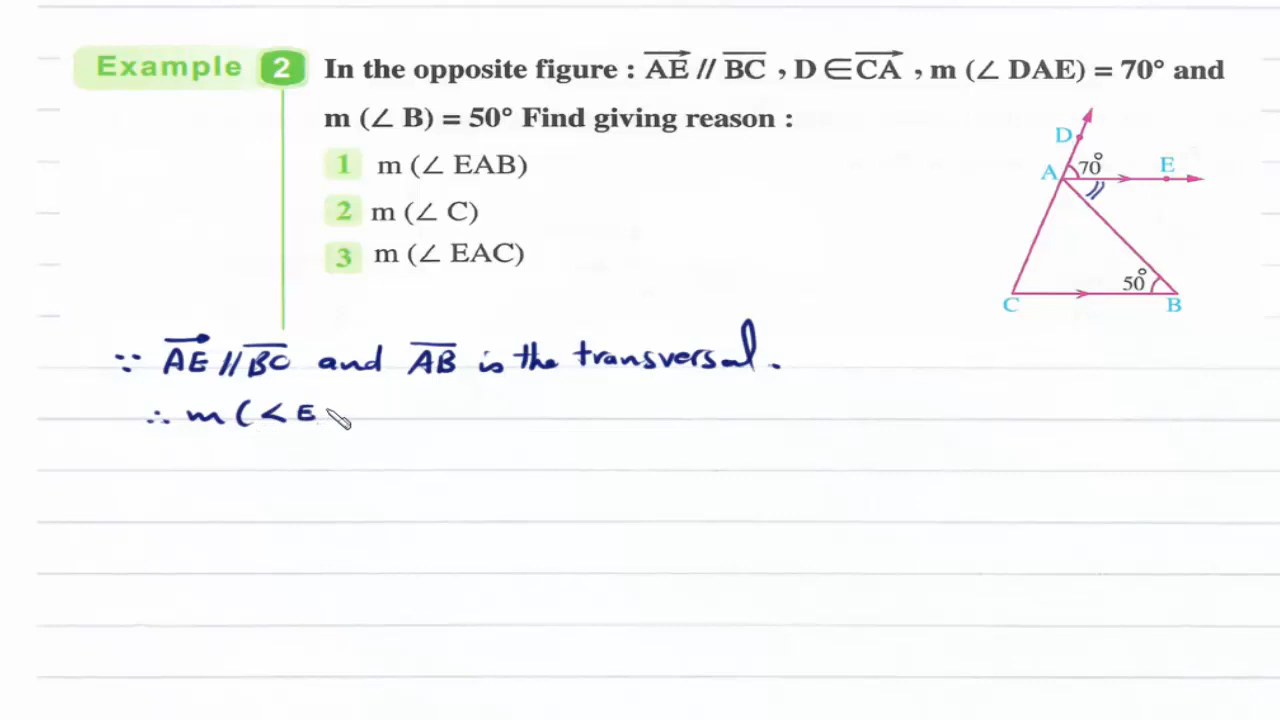 Example 2 In the opposite figure : AE // BC , D ∈ CA , m (∠ DAE) = 70° and
m (∠ B) = 50° Find giving reason :
1 m (∠ EAB)
2 m (∠ C)
3 m (∠ EAC)
D
A 70° E
50°
C B
∵ AE // BC and AB is the transversal.
∴ m (< E